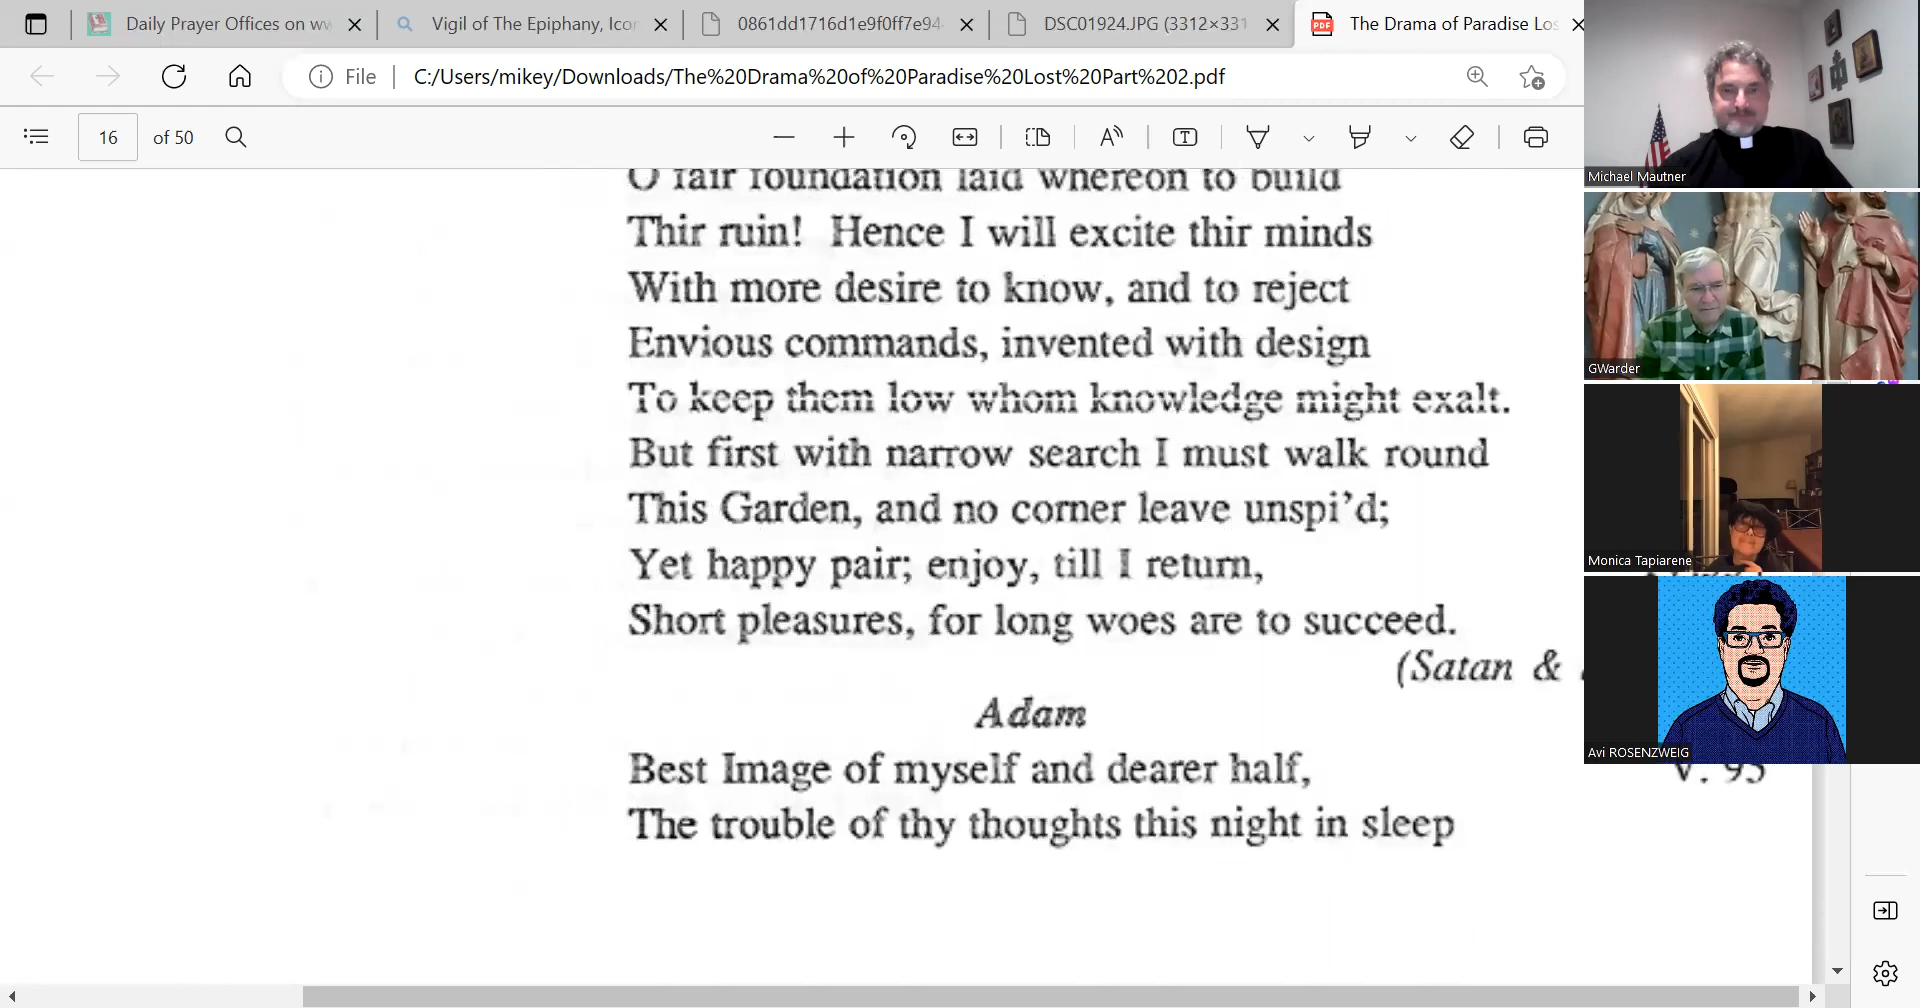 Daily Prayer Offices on ww
Vigil of The Epiphany, Icor
0861dd1716d1e9f0ff7e94
DSC01924.JPG (3312×331
The Drama of Paradise Los
File
C:/Users/mikey/Downloads/The%20Drama%20of%20Paradise%20Lost%20Part%202.pdf
16 of 50
O fair foundation laid whereon to build
Thir ruin! Hence I will excite thir minds
With more desire to know, and to reject
Envious commands, invented with design
To keep them low whom knowledge might exalt.
But first with narrow search I must walk round
This Garden, and no corner leave unspi'd;
Yet happy pair; enjoy, till I return,
Short pleasures, for long woes are to succeed.
(Satan &
Adam
Best Image of myself and dearer half,
V. 95
The trouble of thy thoughts this night in sleep
Michael Mautner
GWarder
Monica Tapiarene
Avi ROSENZWEIG